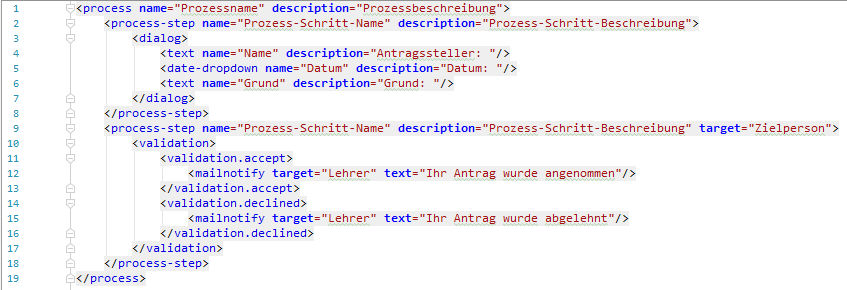 1 <process name="Prozessname" description="Prozessbeschreibung">
2     <process-step name="Prozess-Schritt-Name" description="Prozess-Schritt-Beschreibung">
3         <dialog>
4             <text name="Name" description="Antragssteller: "/>
5             <date-dropdown name="Datum" description="Datum: "/>
6             <text name="Grund" description="Grund: "/>
7         </dialog>
8     </process-step>
9     <process-step name="Prozess-Schritt-Name" description="Prozess-Schritt-Beschreibung" target="Zielperson">
10         <validation>
11             <validation.accept>
12                 <mailnotify target="Lehrer" text="Ihr Antrag wurde angenommen"/>
13             </validation.accept>
14             <validation.declined>
15                 <mailnotify target="Lehrer" text="Ihr Antrag wurde abgelehnt"/>
16             </validation.declined>
17         </validation>
18     </process-step>
19 </process>